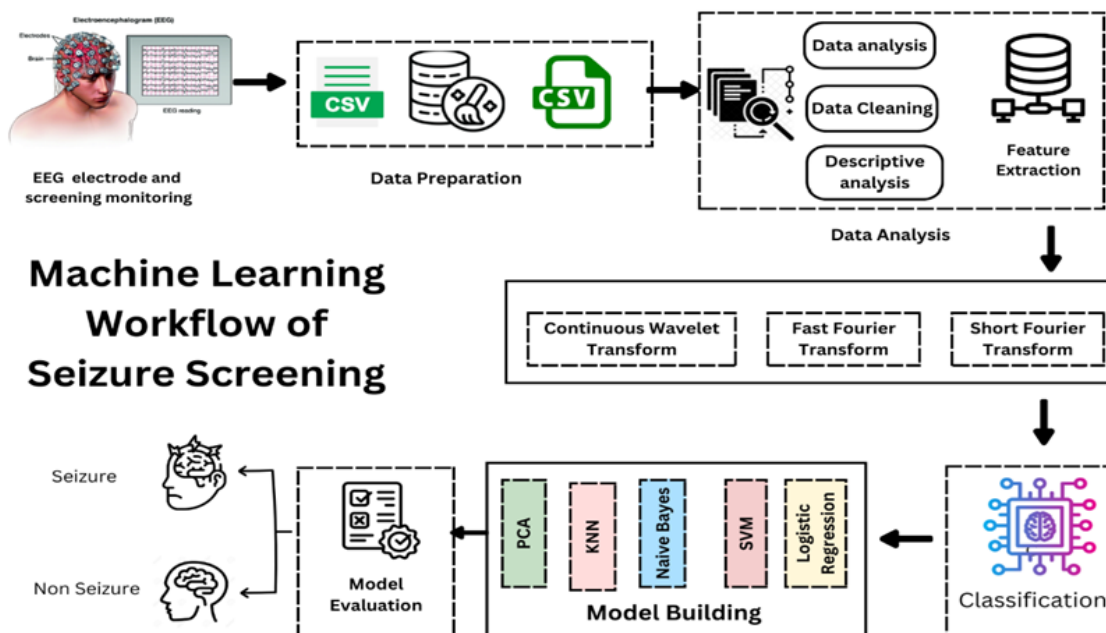 Electroencephalogram (EEG)
Electrodes
Brain
EEG reading
EEG electrode and
screening monitoring
CSV
CSV
Data Preparation
Data analysis
Data Cleaning
Descriptive
analysis
Feature
Extraction
Data Analysis
Machine Learning
Workflow of
Seizure Screening
Continuous Wavelet
Transform
Fast Fourier
Transform
Short Fourier
Transform
Classification
PCA
KNN
Naive Bayes
SVM
Logistic
Regression
Model Building
Model
Evaluation
Seizure
Non Seizure